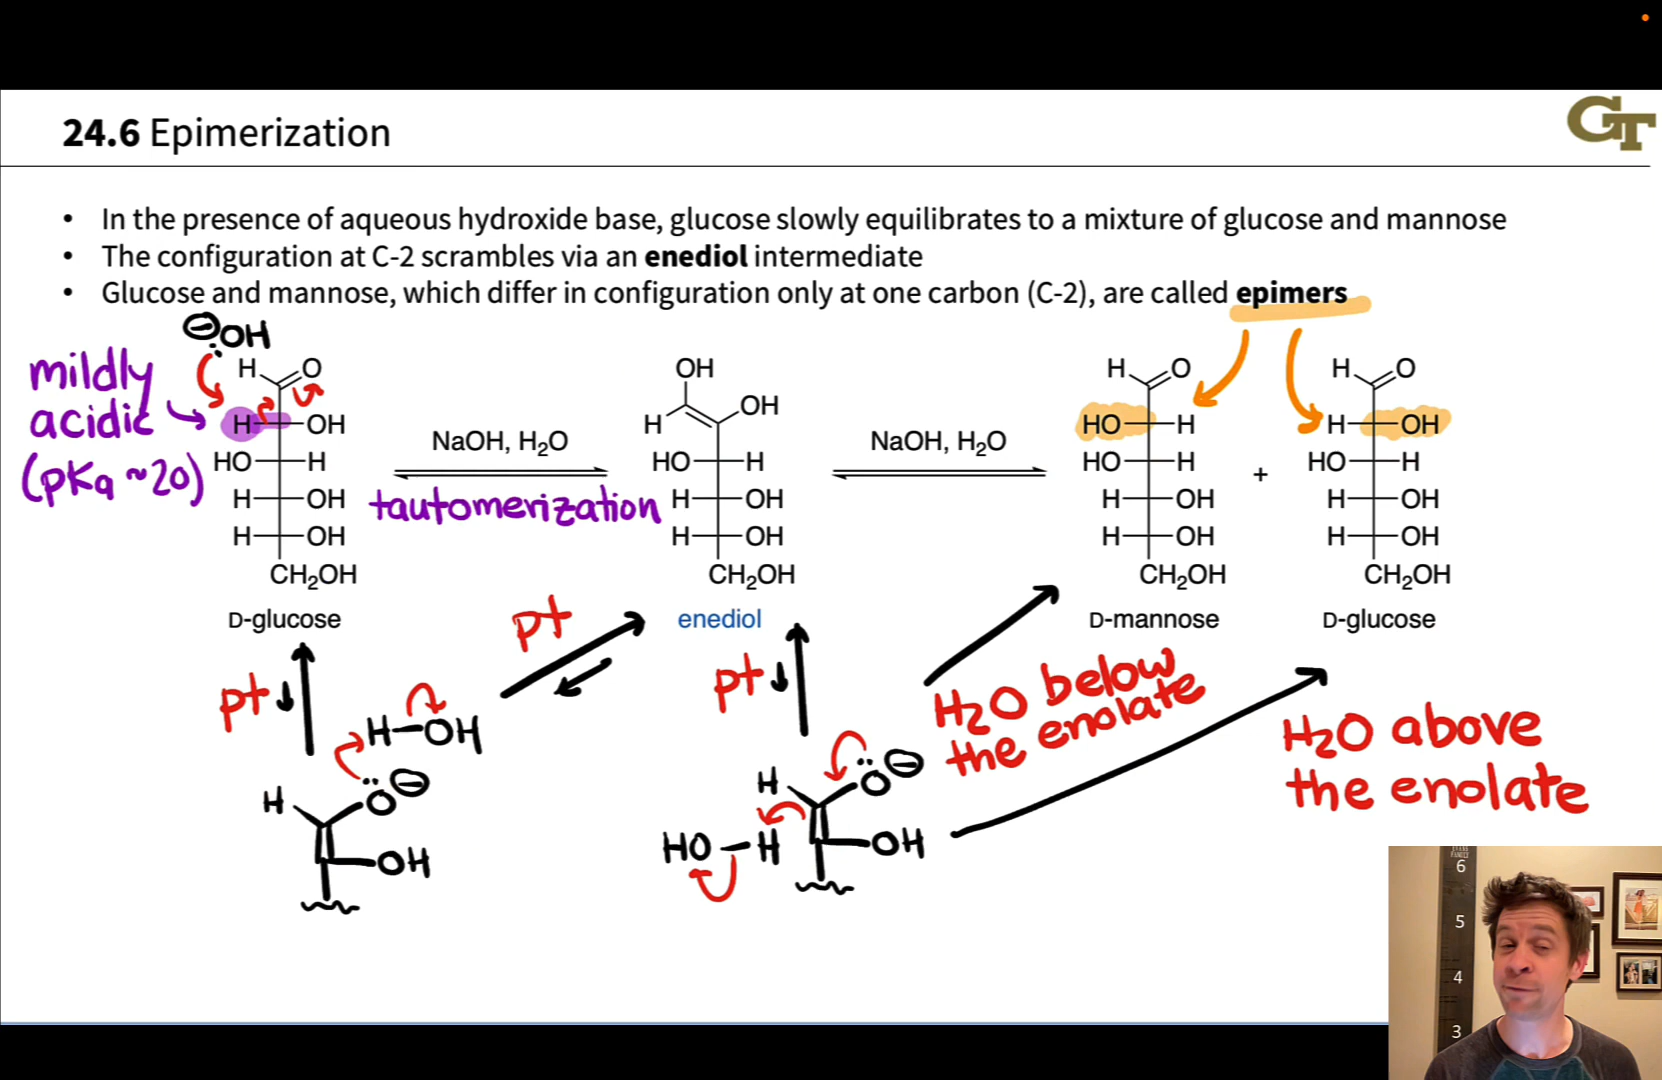 24.6 Epimerization
GT
• In the presence of aqueous hydroxide base, glucose slowly equilibrates to a mixture of glucose and mannose
• The configuration at C-2 scrambles via an enediol intermediate
• Glucose and mannose, which differ in configuration only at one carbon (C-2), are called epimers
⊖:OH
mildly
acidic
(pKa ~20)
H O
H OH
HO H
H OH
H OH
CH₂OH
D-glucose
NaOH, H₂O
tautomerization
OH
H OH
HO H
H OH
H OH
CH₂OH
enediol
NaOH, H₂O
H O
HO H
HO H
H OH
H OH
CH₂OH
D-mannose
+
H O
H OH
HO H
H OH
H OH
CH₂OH
D-glucose
pt
pt
H–OH
H O ⊖
OH
pt
H O ⊖
HO–H OH
H₂O below
the enolate
H₂O above
the enolate
6
5
4
3